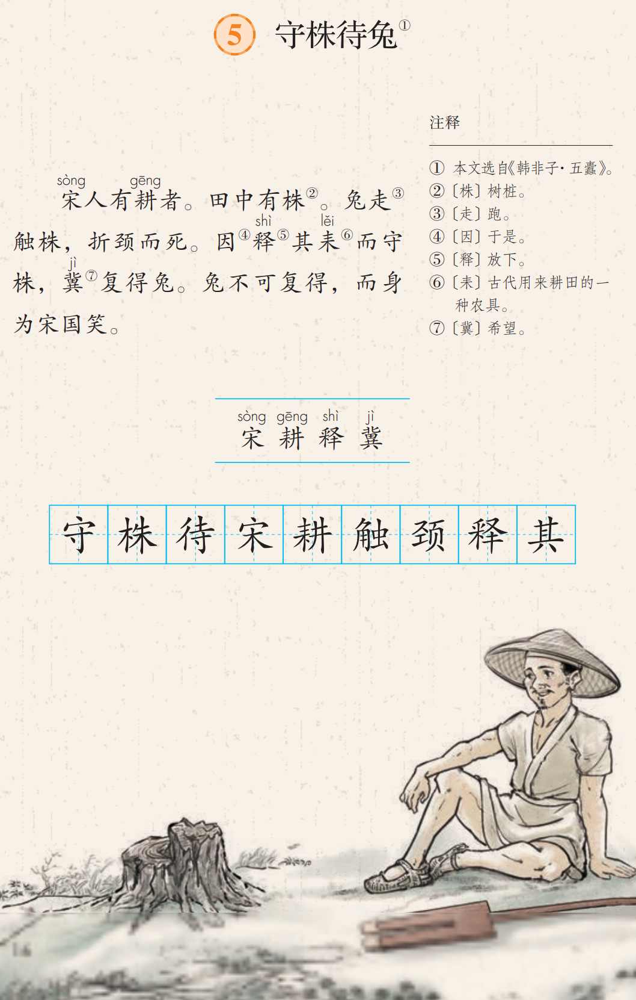 5 守株待兔①
sòng gēng
宋人有耕者。田中有株②。兔走③
shì lěi
触株，折颈而死。因④释⑤其耒⑥而守
jì
株，冀⑦复得兔。兔不可复得，而身
为宋国笑。
注释
① 本文选自《韩非子·五蠹》。
②〔株〕树桩。
③〔走〕跑。
④〔因〕于是。
⑤〔释〕放下。
⑥〔耒〕古代用来耕田的一
种农具。
⑦〔冀〕希望。
sòng gēng shì jì
宋 耕 释 冀
守 株 待 宋 耕 触 颈 释 其
16